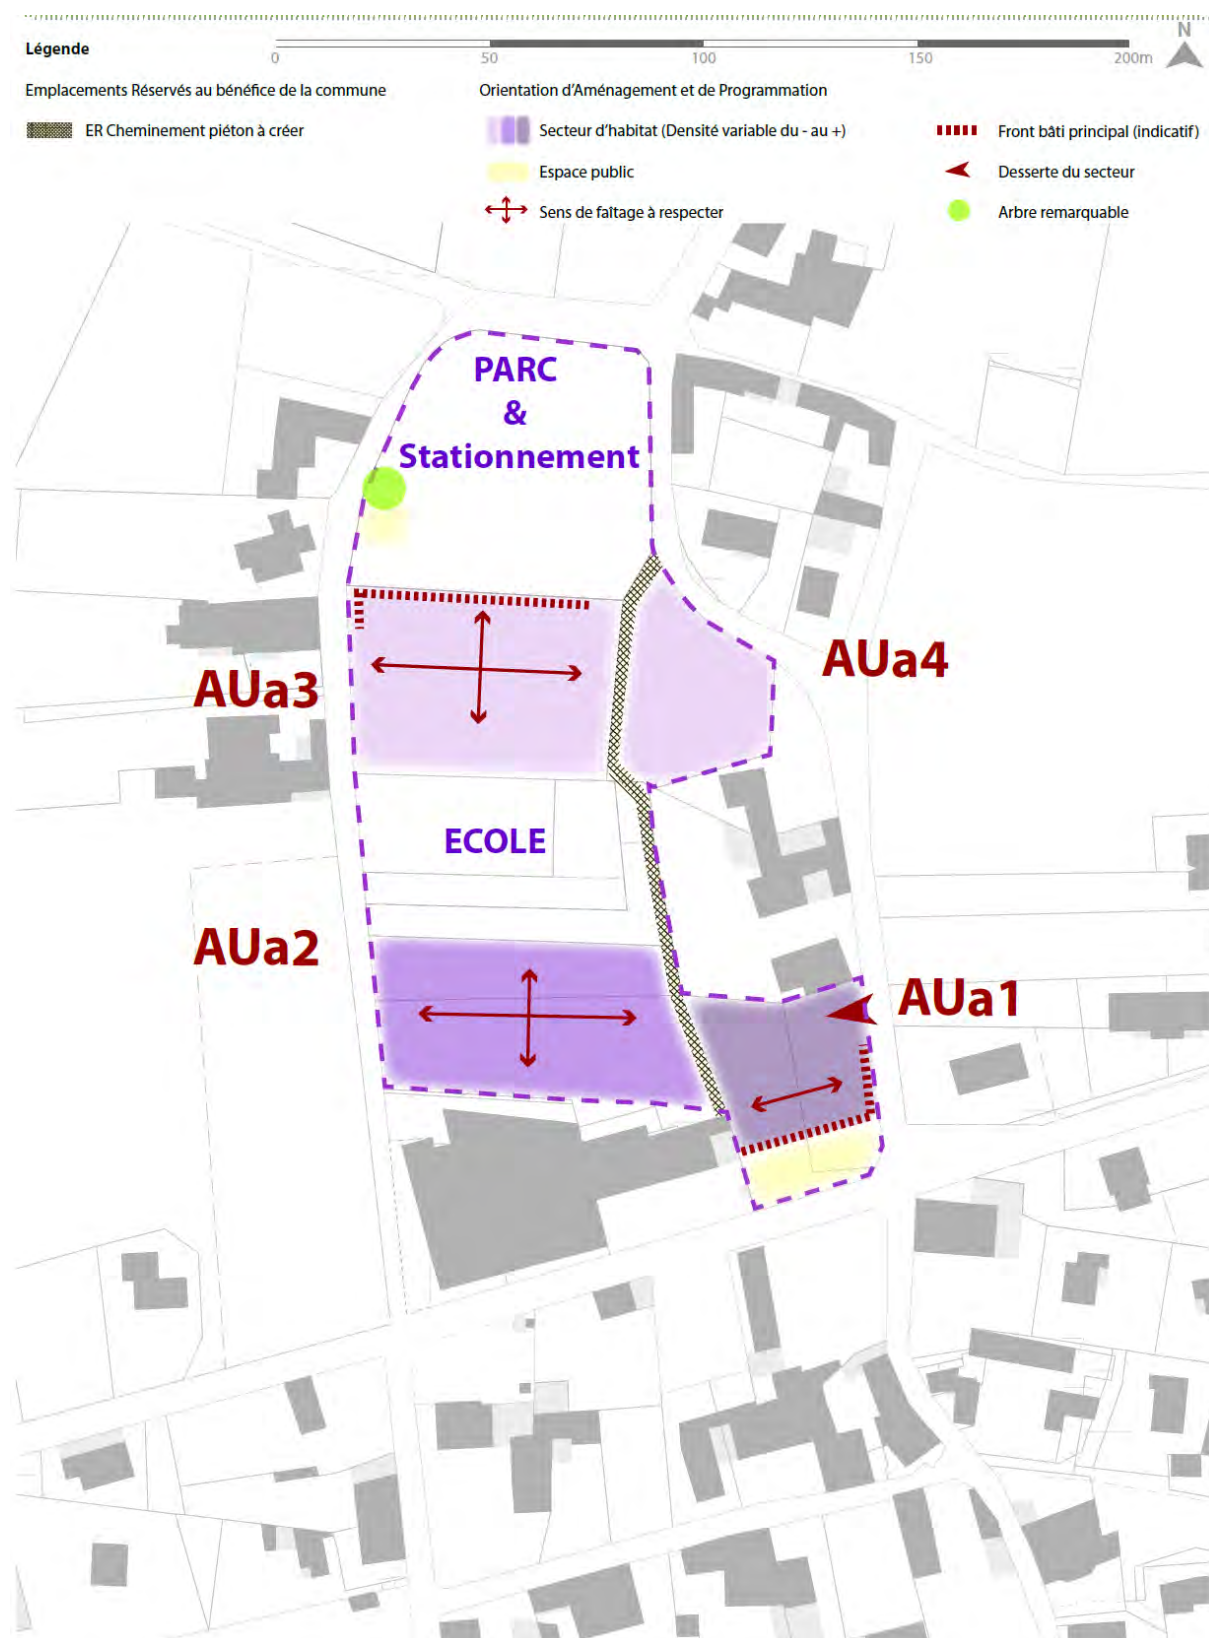 N
Légende
0 50 100 150 200m
Emplacements Réservés au bénéfice de la commune
Orientation d'Aménagement et de Programmation
ER Cheminement piéton à créer
Secteur d'habitat (Densité variable du - au +)
Front bâti principal (indicatif)
Espace public
Desserte du secteur
Sens de faîtage à respecter
Arbre remarquable
PARC
&
Stationnement
AUa4
AUa3
ECOLE
AUa2
AUa1